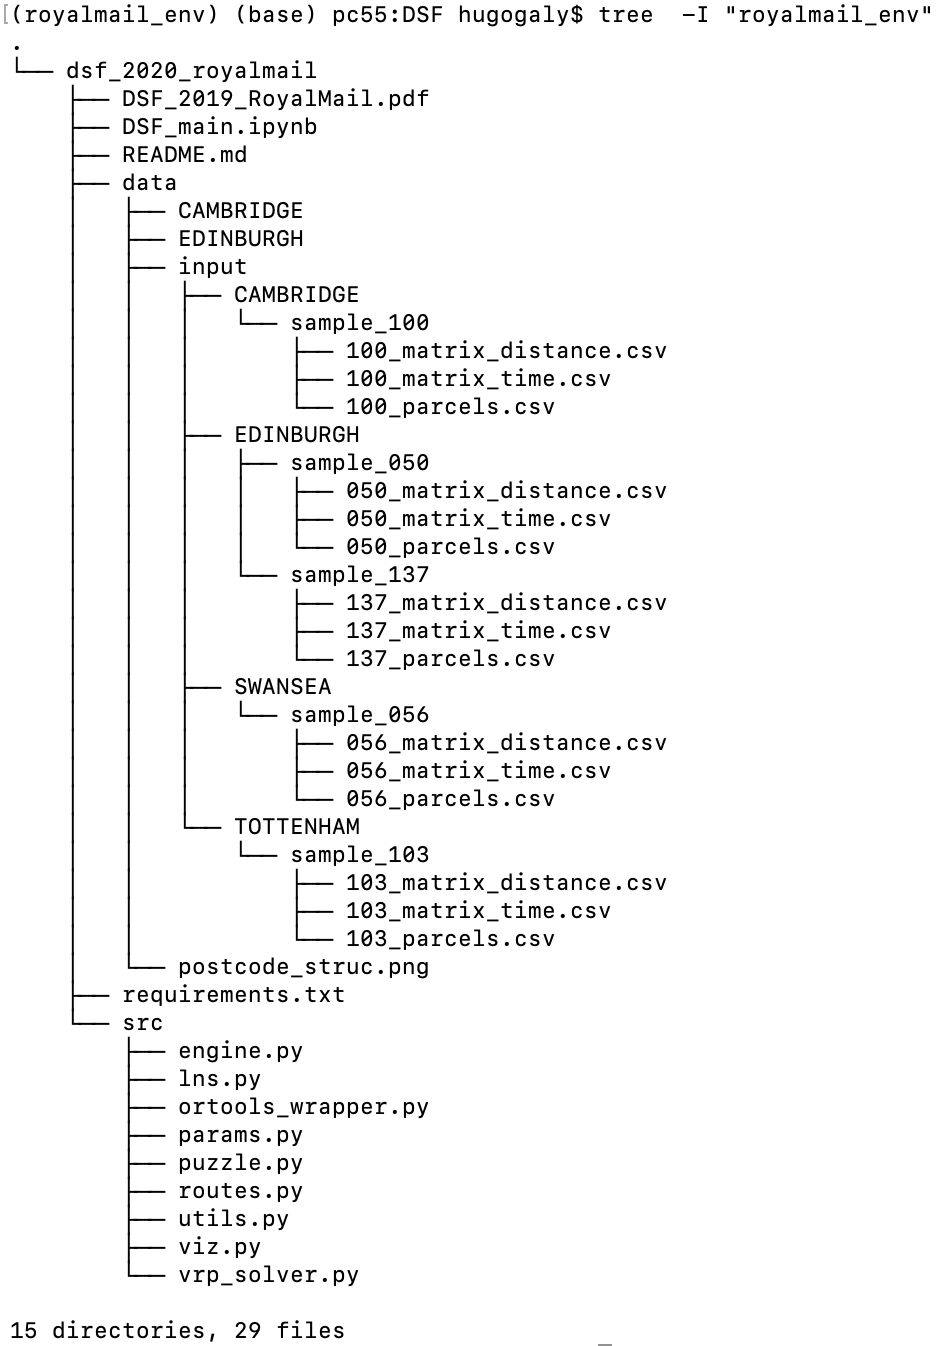 [(royalmail_env) (base) pc55:DSF hugogaly$ tree  -I "royalmail_env"
.
└── dsf_2020_royalmail
    ├── DSF_2019_RoyalMail.pdf
    ├── DSF_main.ipynb
    ├── README.md
    ├── data
    │   ├── CAMBRIDGE
    │   ├── EDINBURGH
    │   ├── input
    │   │   ├── CAMBRIDGE
    │   │   │   └── sample_100
    │   │   │       ├── 100_matrix_distance.csv
    │   │   │       ├── 100_matrix_time.csv
    │   │   │       └── 100_parcels.csv
    │   │   ├── EDINBURGH
    │   │   │   ├── sample_050
    │   │   │   │   ├── 050_matrix_distance.csv
    │   │   │   │   ├── 050_matrix_time.csv
    │   │   │   │   └── 050_parcels.csv
    │   │   │   └── sample_137
    │   │   │       ├── 137_matrix_distance.csv
    │   │   │       ├── 137_matrix_time.csv
    │   │   │       └── 137_parcels.csv
    │   │   ├── SWANSEA
    │   │   │   └── sample_056
    │   │   │       ├── 056_matrix_distance.csv
    │   │   │       ├── 056_matrix_time.csv
    │   │   │       └── 056_parcels.csv
    │   │   └── TOTTENHAM
    │   │       └── sample_103
    │   │           ├── 103_matrix_distance.csv
    │   │           ├── 103_matrix_time.csv
    │   │           └── 103_parcels.csv
    │   └── postcode_struc.png
    ├── requirements.txt
    └── src
        ├── engine.py
        ├── lns.py
        ├── ortools_wrapper.py
        ├── params.py
        ├── puzzle.py
        ├── routes.py
        ├── utils.py
        ├── viz.py
        └── vrp_solver.py

15 directories, 29 files